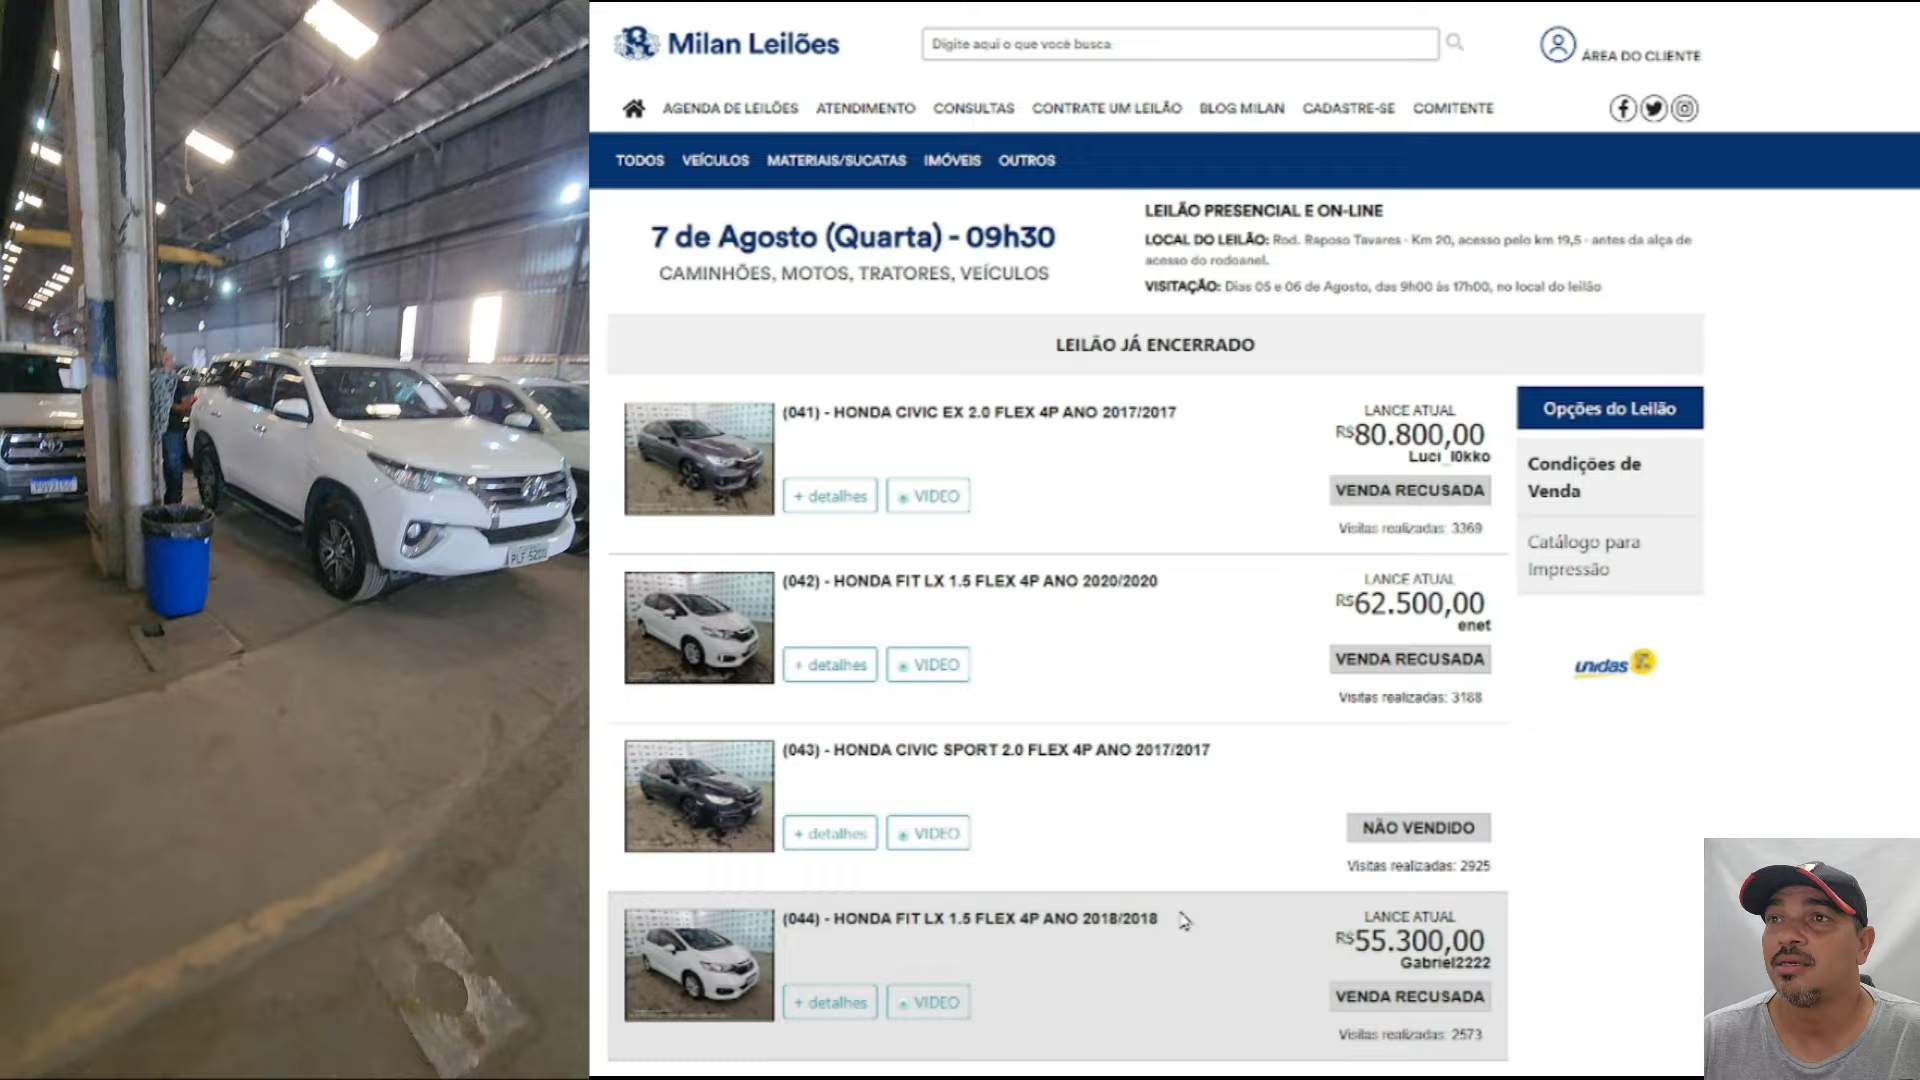 Milan Leilões
Digite aqui o que você busca
ÁREA DO CLIENTE
AGENDA DE LEILÕES ATENDIMENTO CONSULTAS CONTRATE UM LEILÃO BLOG MILAN CADASTRE-SE COMITENTE
TODOS VEÍCULOS MATERIAIS/SUCATAS IMÓVEIS OUTROS
7 de Agosto (Quarta) - 09h30
CAMINHÕES, MOTOS, TRATORES, VEÍCULOS
LEILÃO PRESENCIAL E ON-LINE
LOCAL DO LEILÃO: Rod. Raposo Tavares - Km 20, acesso pelo km 19,5 - antes da alça de
acesso do rodoanel.
VISITAÇÃO: Dias 05 e 06 de Agosto, das 9h00 às 17h00, no local do leilão
LEILÃO JÁ ENCERRADO
(041) - HONDA CIVIC EX 2.0 FLEX 4P ANO 2017/2017
+ detalhes VIDEO
LANCE ATUAL
R$80.800,00
Luci_l0kko
VENDA RECUSADA
Visitas realizadas: 3369
(042) - HONDA FIT LX 1.5 FLEX 4P ANO 2020/2020
+ detalhes VIDEO
LANCE ATUAL
R$62.500,00
enet
VENDA RECUSADA
Visitas realizadas: 3188
(043) - HONDA CIVIC SPORT 2.0 FLEX 4P ANO 2017/2017
+ detalhes VIDEO
NÃO VENDIDO
Visitas realizadas: 2925
(044) - HONDA FIT LX 1.5 FLEX 4P ANO 2018/2018
+ detalhes VIDEO
LANCE ATUAL
R$55.300,00
Gabriel2222
VENDA RECUSADA
Visitas realizadas: 2573
Opções do Leilão
Condições de
Venda
Catálogo para
Impressão
unidas